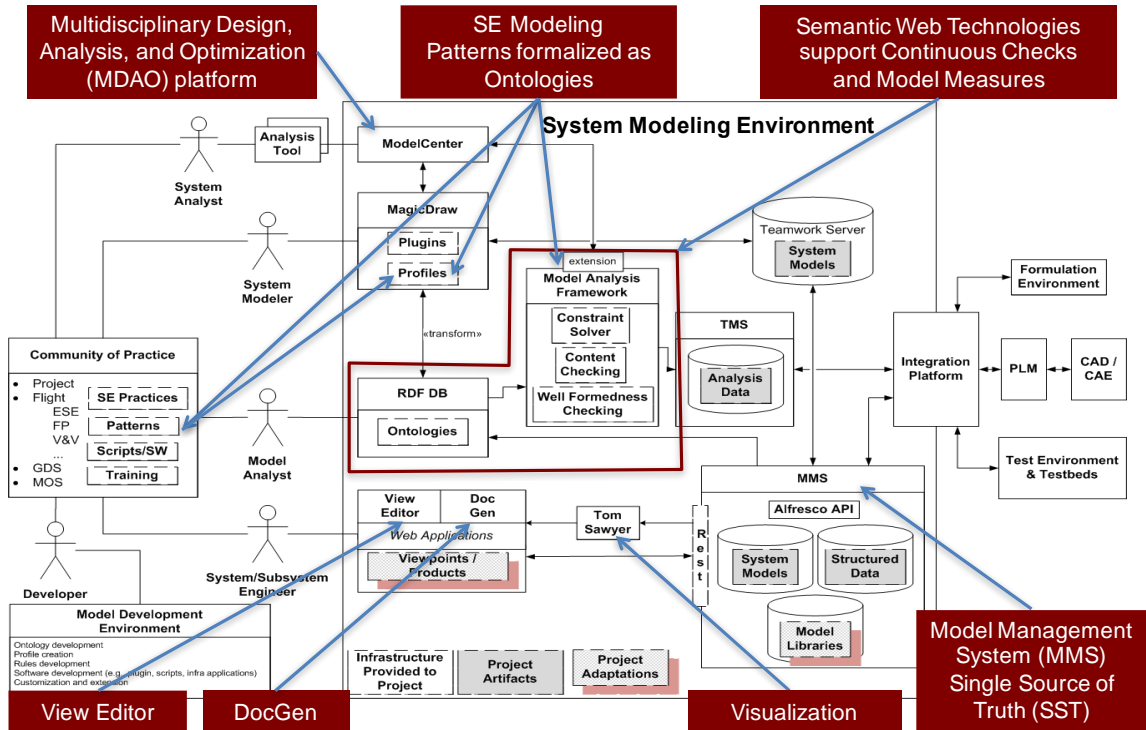 Multidisciplinary Design,
Analysis, and Optimization
(MDAO) platform
SE Modeling
Patterns formalized as
Ontologies
Semantic Web Technologies
support Continuous Checks
and Model Measures
System Modeling Environment
Analysis
Tool
ModelCenter
System
Analyst
MagicDraw
Plugins
Profiles
System
Modeler
Teamwork Server
System
Models
extension
Model Analysis
Framework
Constraint
Solver
Content
Checking
Well Formedness
Checking
«transform»
TMS
Analysis
Data
Formulation
Environment
Integration
Platform
PLM
CAD /
CAE
Test Environment
& Testbeds
Community of Practice
• Project
• Flight
ESE
FP
V&V
...
• GDS
• MOS
SE Practices
Patterns
Scripts/SW
Training
RDF DB
Ontologies
Model
Analyst
View
Editor
Doc
Gen
Web Applications
Viewpoints /
Products
Tom
Sawyer
Rest
MMS
Alfresco API
System
Models
Structured
Data
Model
Libraries
Developer
System/Subsystem
Engineer
Model Development
Environment
Ontology development
Profile creation
Rules development
Software development (e.g., plugin, scripts, infra applications)
Customization and extension
Infrastructure
Provided to
Project
Project
Artifacts
Project
Adaptations
View Editor
DocGen
Visualization
Model Management
System (MMS)
Single Source of
Truth (SST)